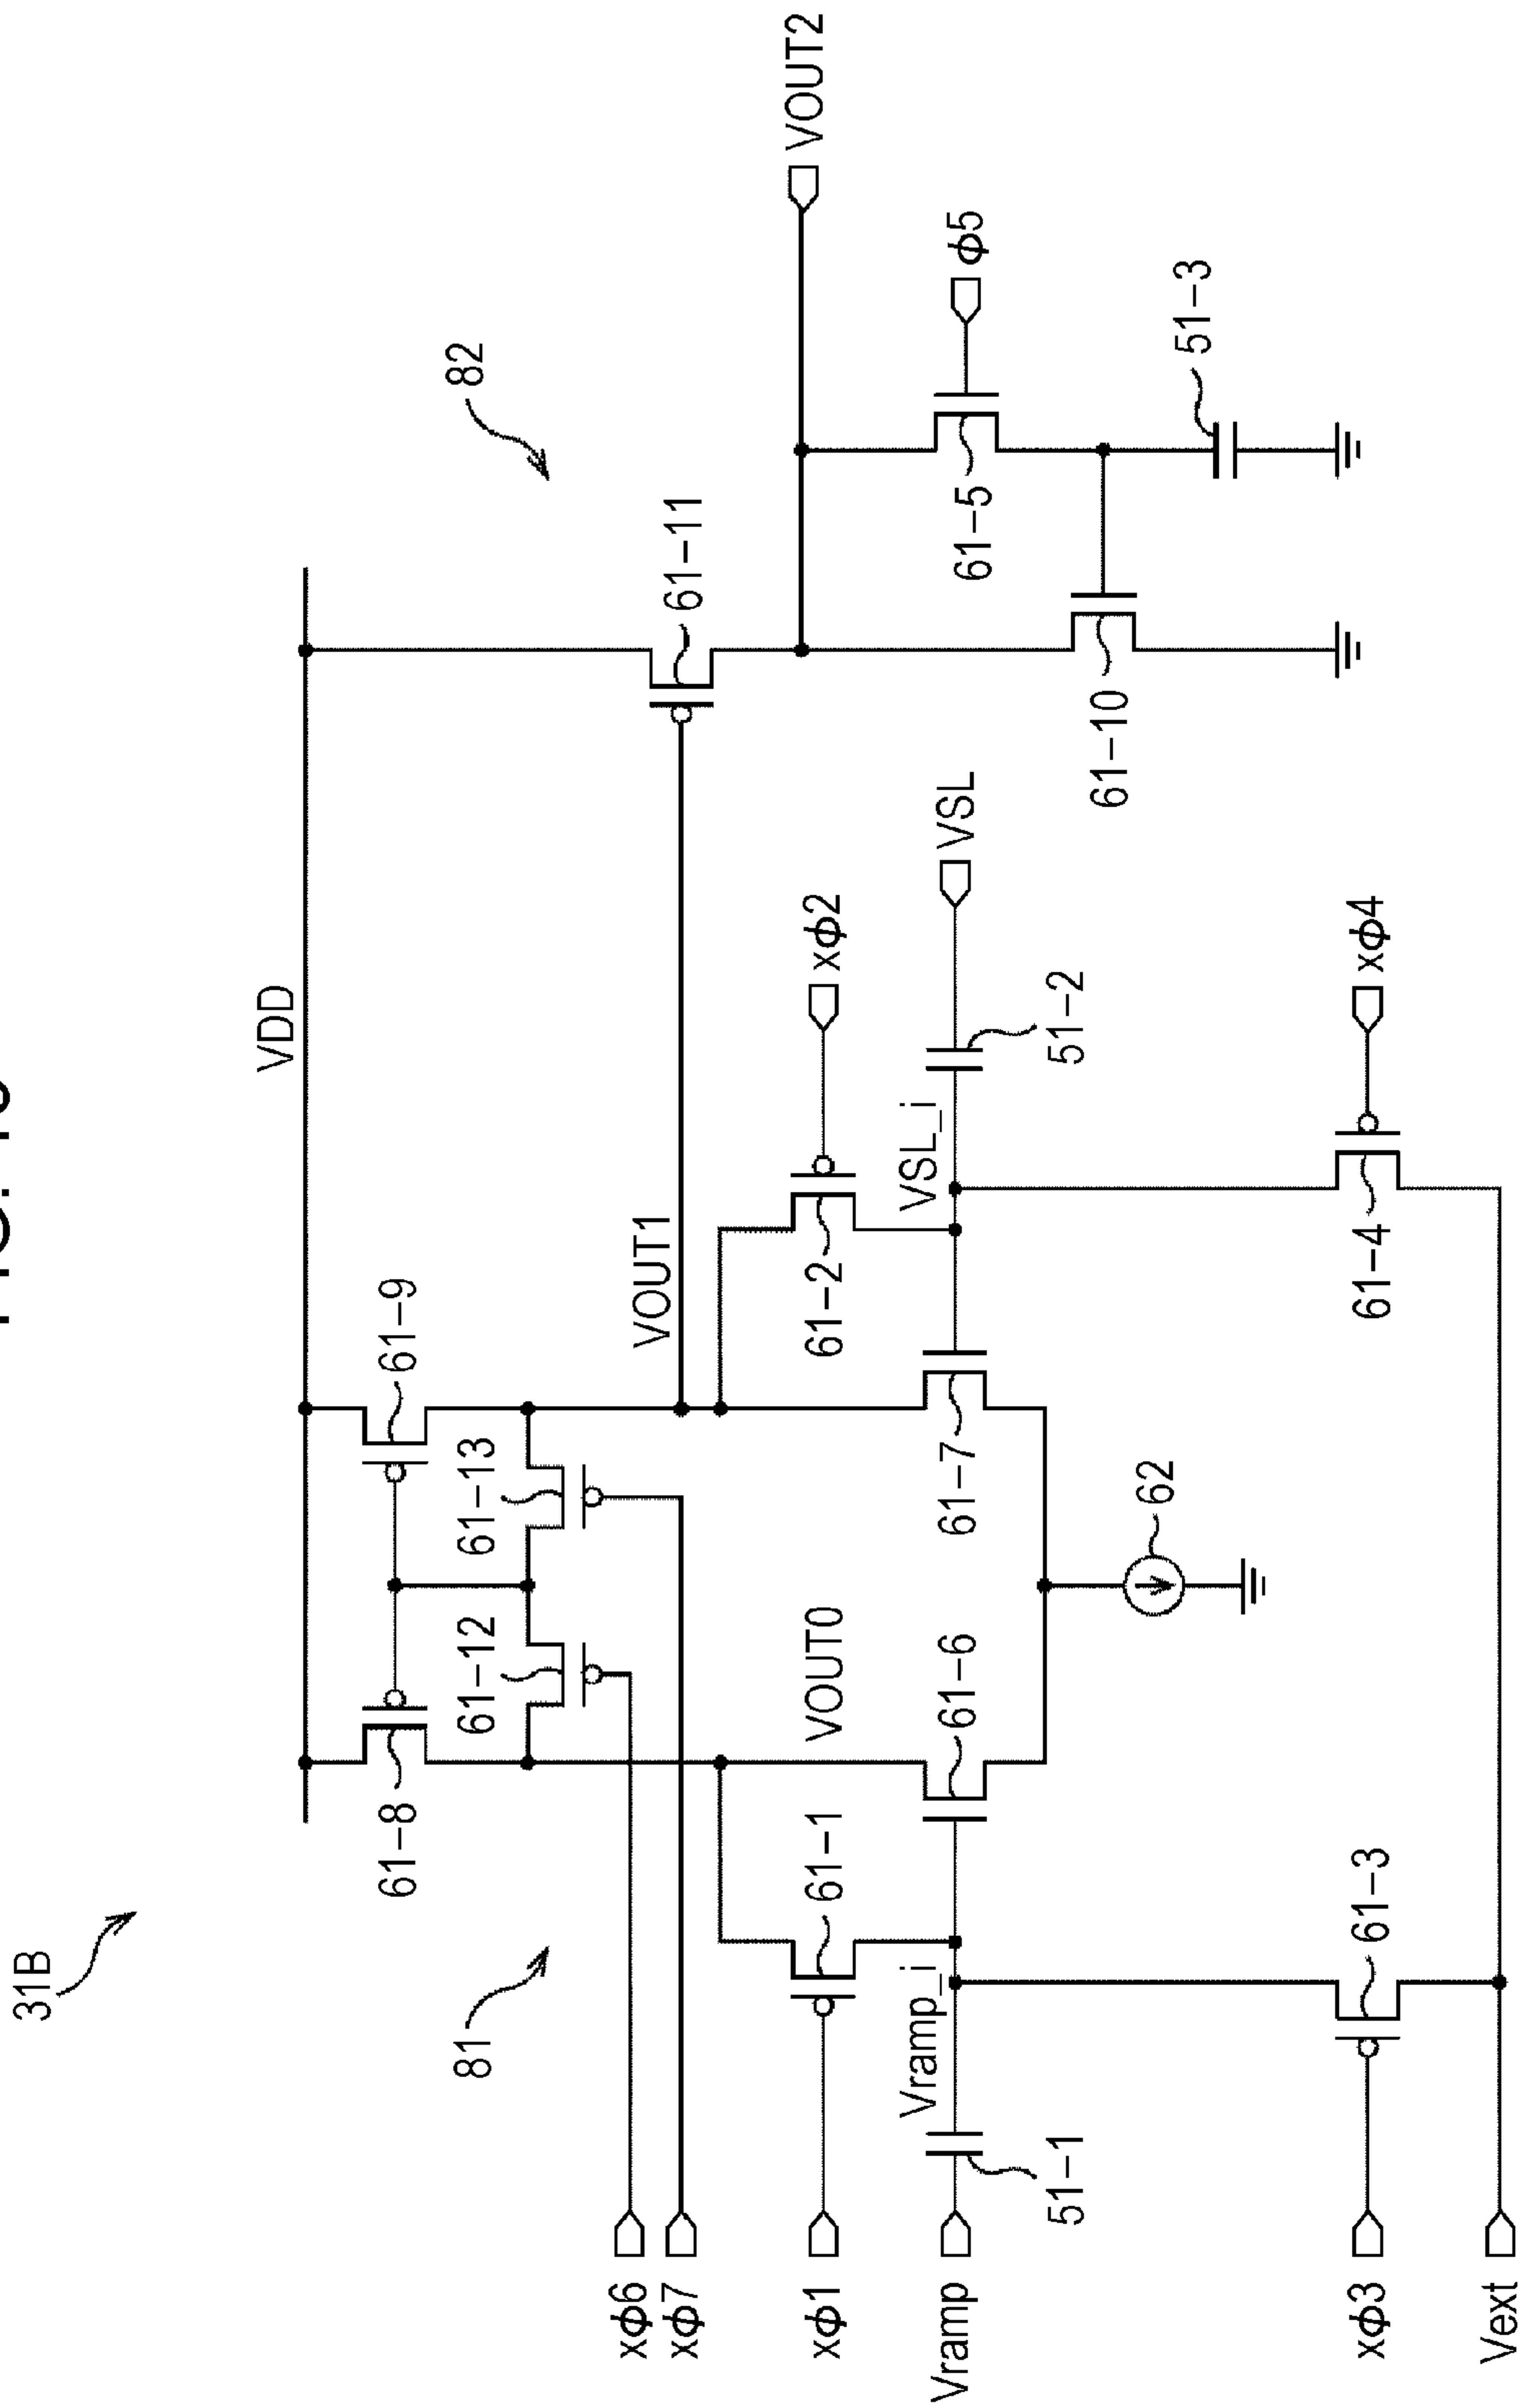 31B
81
82
VDD
61-8
61-9
61-12
61-13
61-11
VOUT1
VOUT0
VOUT2
xϕ6
xϕ7
xϕ1
61-1
61-2
xϕ2
Vramp
Vramp_i
51-1
61-6
61-7
VSL_i
51-2
VSL
61-5
ϕ5
61-10
51-3
62
xϕ3
61-3
61-4
xϕ4
Vext